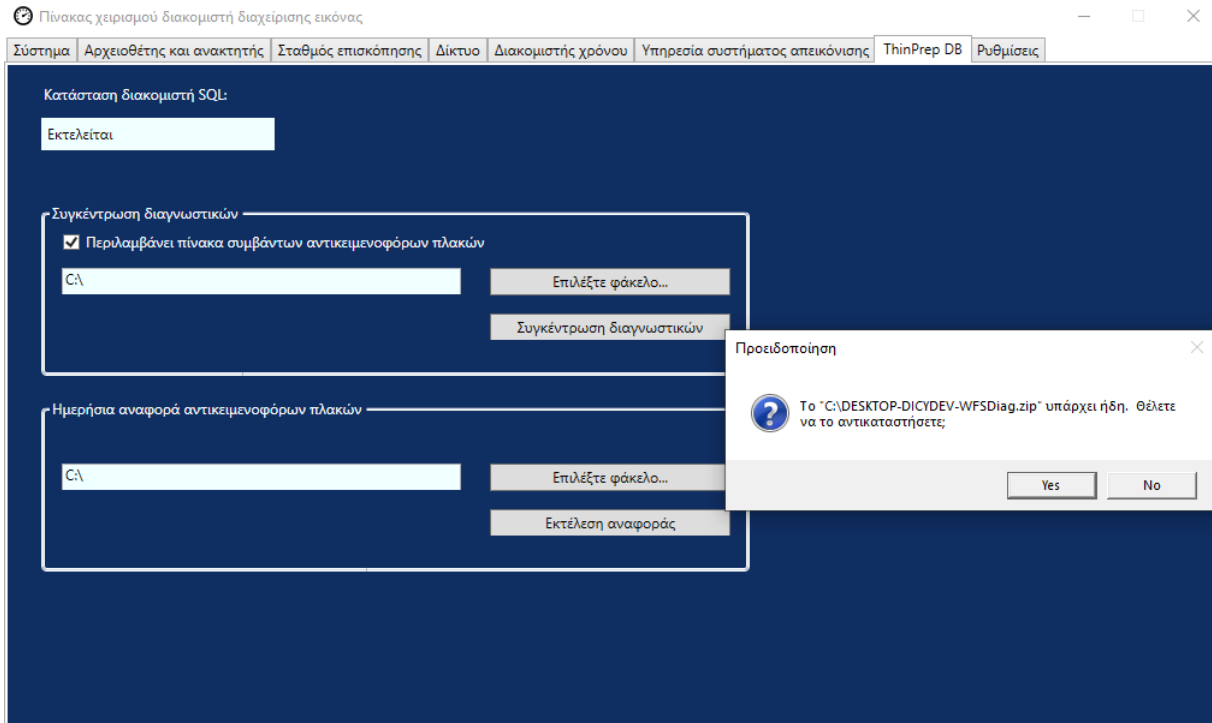 Πίνακας χειρισμού διακομιστή διαχείρισης εικόνας
Σύστημα Αρχειοθέτης και ανακτητής Σταθμός επισκόπησης Δίκτυο Διακομιστής χρόνου Υπηρεσία συστήματος απεικόνισης ThinPrep DB Ρυθμίσεις
Κατάσταση διακομιστή SQL:
Εκτελείται
Συγκέντρωση διαγνωστικών
Περιλαμβάνει πίνακα συμβάντων αντικειμενοφόρων πλακών
C:\ Επιλέξτε φάκελο...
Συγκέντρωση διαγνωστικών
Ημερήσια αναφορά αντικειμενοφόρων πλακών
C:\ Επιλέξτε φάκελο...
Εκτέλεση αναφοράς
Προειδοποίηση
Το "C:\DESKTOP-DICYDEV-WFSDiag.zip" υπάρχει ήδη. Θέλετε
να το αντικαταστήσετε;
Yes No